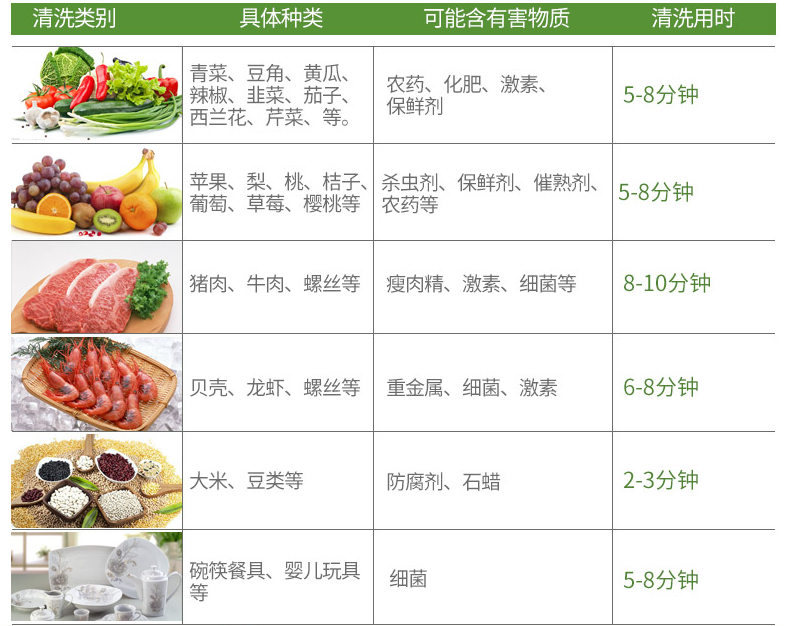 清洗类别 具体种类 可能含有害物质 清洗用时
青菜、豆角、黄瓜、
辣椒、韭菜、茄子、
西兰花、芹菜、等。
农药、化肥、激素、
保鲜剂
5-8分钟
苹果、梨、桃、桔子、
葡萄、草莓、樱桃等
杀虫剂、保鲜剂、催熟剂、
农药等
5-8分钟
猪肉、牛肉、螺丝等
瘦肉精、激素、细菌等
8-10分钟
贝壳、龙虾、螺丝等
重金属、细菌、激素
6-8分钟
大米、豆类等
防腐剂、石蜡
2-3分钟
碗筷餐具、婴儿玩具
等
细菌
5-8分钟